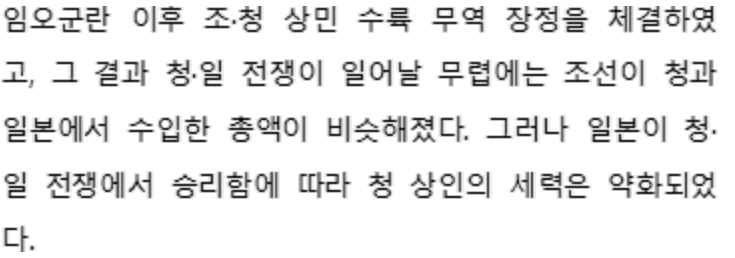 임오군란 이후 조·청 상민 수륙 무역 장정을 체결하였
고, 그 결과 청·일 전쟁이 일어날 무렵에는 조선이 청과
일본에서 수입한 총액이 비슷해졌다. 그러나 일본이 청·
일 전쟁에서 승리함에 따라 청 상인의 세력은 약화되었
다.